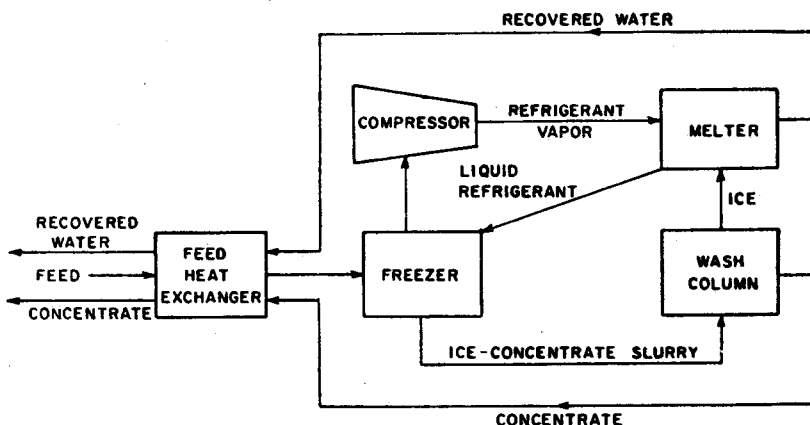 RECOVERED WATER
COMPRESSOR
REFRIGERANT
VAPOR
MELTER
LIQUID
REFRIGERANT
ICE
RECOVERED
WATER
FEED
CONCENTRATE
FEED
HEAT
EXCHANGER
FREEZER
WASH
COLUMN
ICE-CONCENTRATE SLURRY
CONCENTRATE